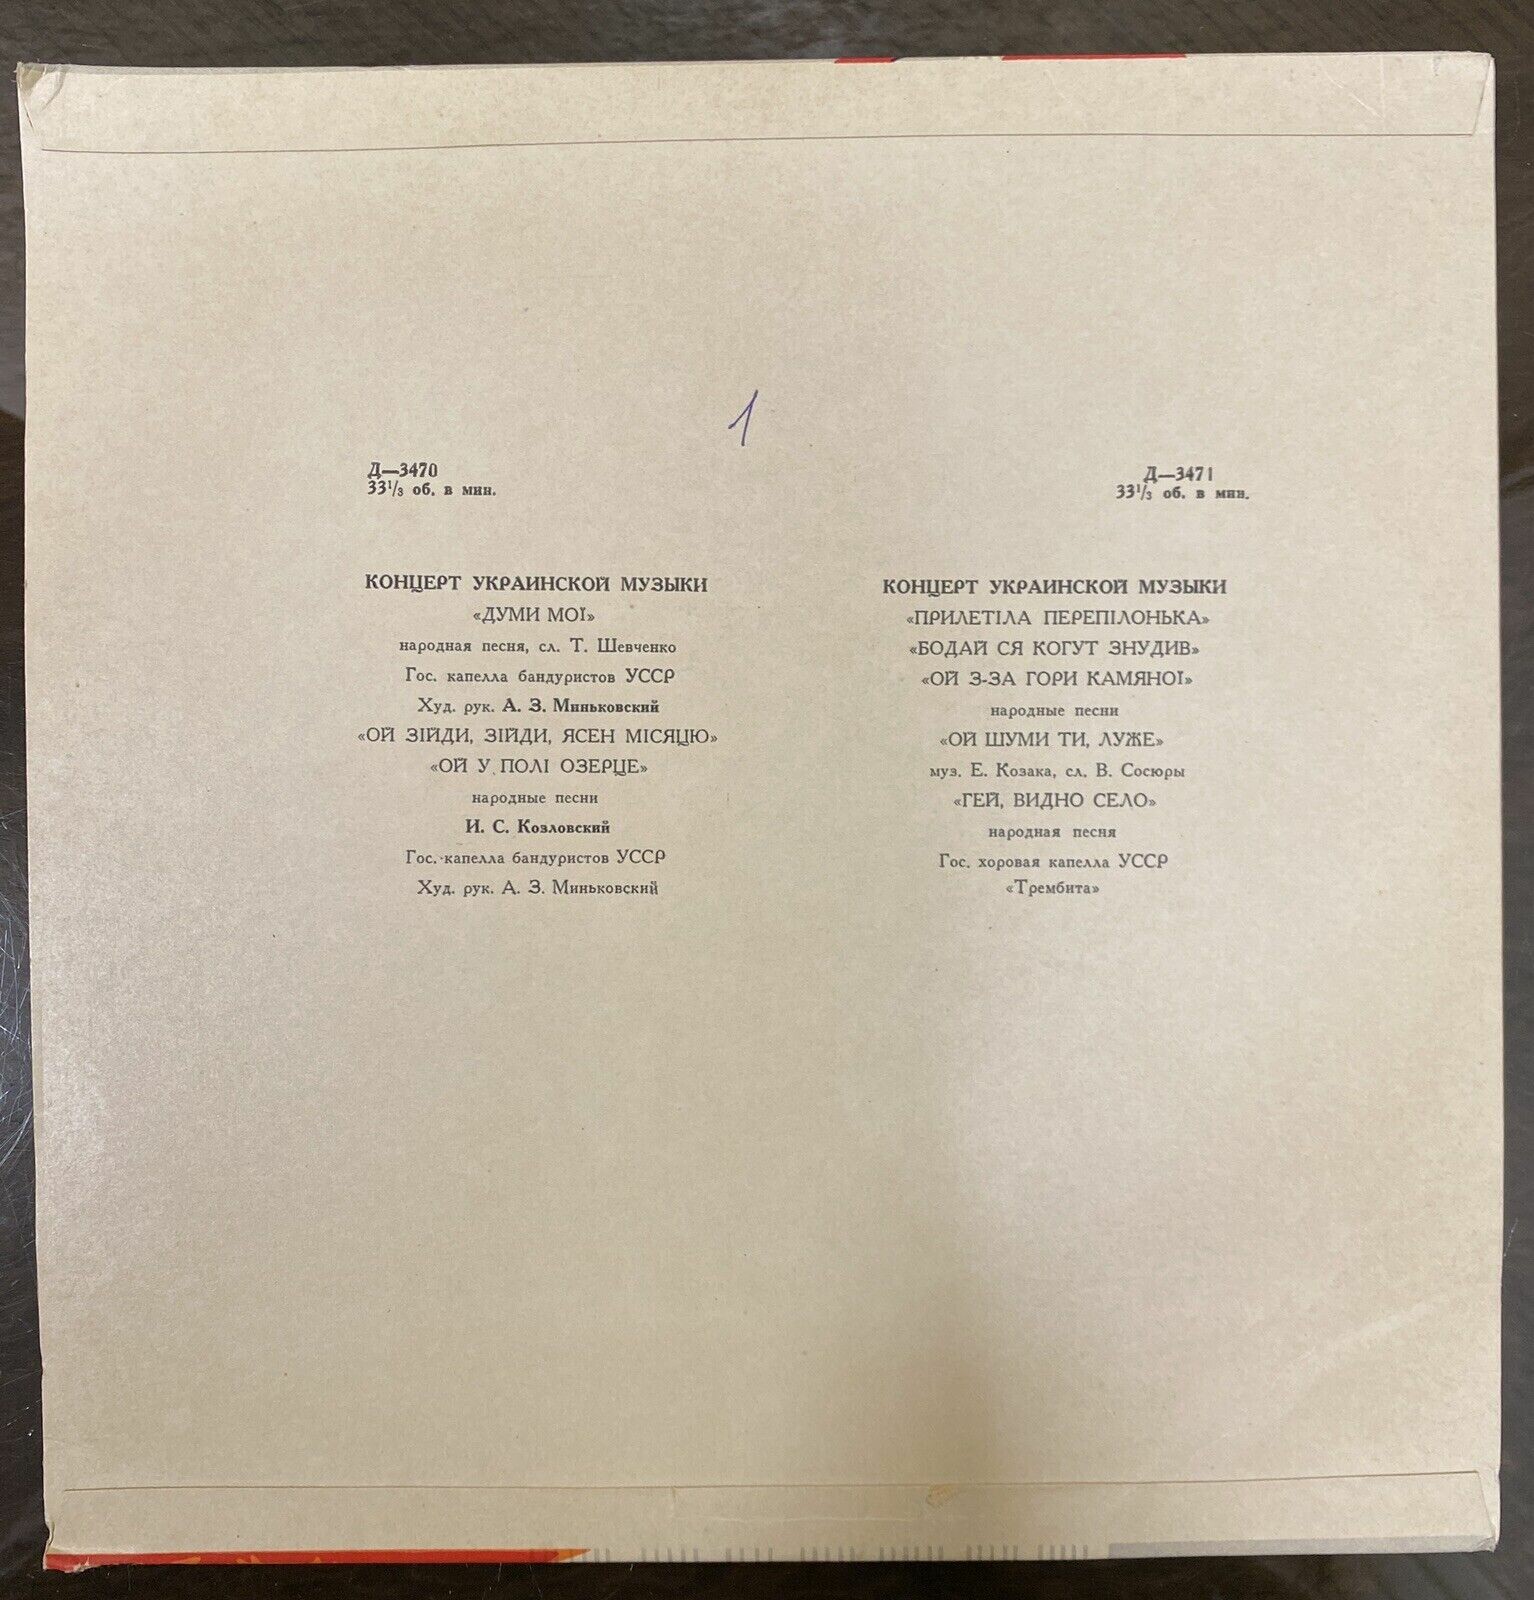 1
Д—3470
33 1/3 об. в мин.
КОНЦЕРТ УКРАИНСКОЙ МУЗЫКИ
«ДУМИ МОЇ»
народная песня, сл. Т. Шевченко
Гос. капелла бандуристов УССР
Худ. рук. А. З. Миньковский
«ОЙ ЗІЙДИ, ЗІЙДИ, ЯСЕН МІСЯЦЮ»
«ОЙ У ПОЛІ ОЗЕРЦЕ»
народные песни
И. С. Козловский
Гос. капелла бандуристов УССР
Худ. рук. А. З. Миньковский
Д—3471
33 1/3 об. в мин.
КОНЦЕРТ УКРАИНСКОЙ МУЗЫКИ
«ПРИЛЕТІЛА ПЕРЕПІЛОНЬКА»
«БОДАЙ СЯ КОГУТ ЗНУДИВ»
«ОЙ З-ЗА ГОРИ КАМЯНОЇ»
народные песни
«ОЙ ШУМИ ТИ, ЛУЖЕ»
муз. Е. Козака, сл. В. Сосюры
«ГЕЙ, ВИДНО СЕЛО»
народная песня
Гос. хоровая капелла УССР
«Трембита»